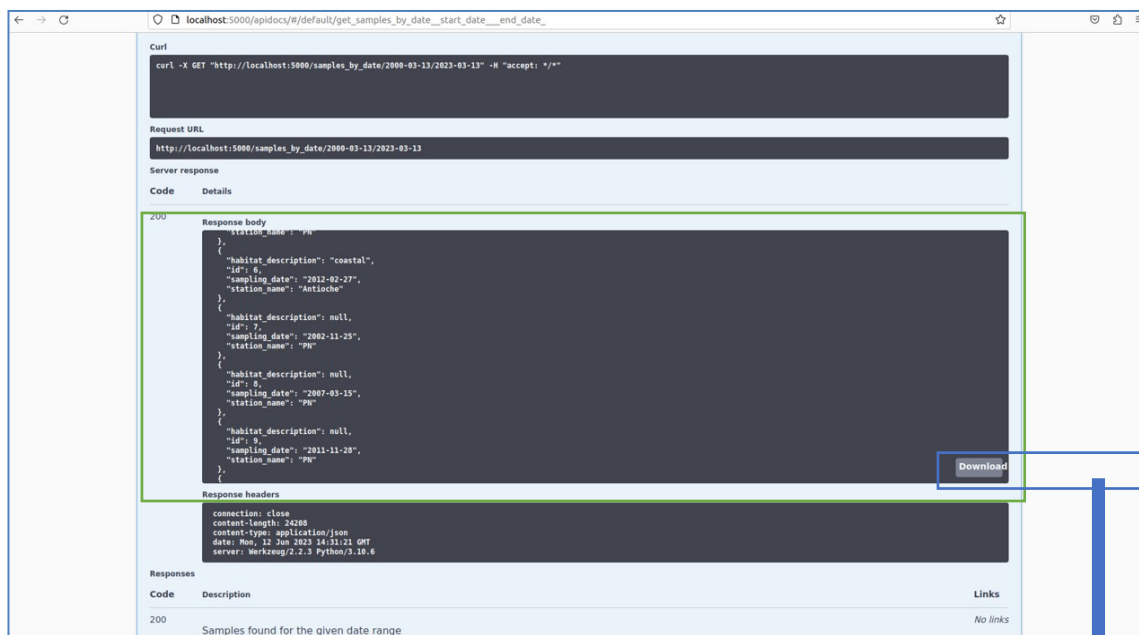 localhost:5000/apidocs/#/default/get_samples_by_date__start_date___end_date_
Curl
curl -X GET "http://localhost:5000/samples_by_date/2000-03-13/2023-03-13" -H "accept: */*"
Request URL
http://localhost:5000/samples_by_date/2000-03-13/2023-03-13
Server response
Code Details
200
Response body
"station_name": "PN"
},
{
"habitat_description": "coastal",
"id": 6,
"sampling_date": "2012-02-27",
"station_name": "Antioche"
},
{
"habitat_description": null,
"id": 7,
"sampling_date": "2002-11-25",
"station_name": "PN"
},
{
"habitat_description": null,
"id": 8,
"sampling_date": "2007-03-15",
"station_name": "PN"
},
{
"habitat_description": null,
"id": 9,
"sampling_date": "2011-11-28",
"station_name": "PN"
},
{
Download
Response headers
connection: close
content-length: 24208
content-type: application/json
date: Mon, 12 Jun 2023 14:31:21 GMT
server: Werkzeug/2.2.3 Python/3.10.6
Responses
Code Description Links
200 No links
Samples found for the given date range